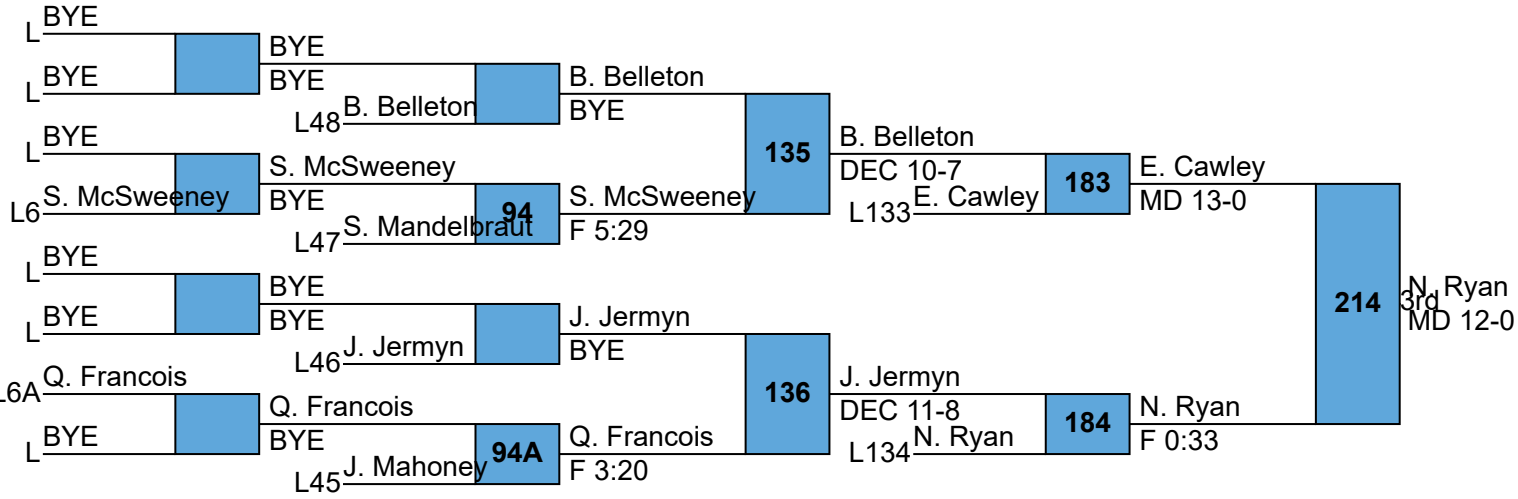 L BYE
L BYE
BYE
BYE
L48 B. Belleton
B. Belleton
BYE
L BYE
L6 S. McSweeney
S. McSweeney
BYE
L47 S. Mandelbraut
94
S. McSweeney
F 5:29
135
B. Belleton
DEC 10-7
L133 E. Cawley
183
E. Cawley
MD 13-0
L BYE
L BYE
BYE
BYE
L46 J. Jermyn
J. Jermyn
BYE
L6A Q. Francois
L BYE
Q. Francois
BYE
L45 J. Mahoney
94A
Q. Francois
F 3:20
136
J. Jermyn
DEC 11-8
L134 N. Ryan
184
N. Ryan
F 0:33
214
N. Ryan
3rd
MD 12-0